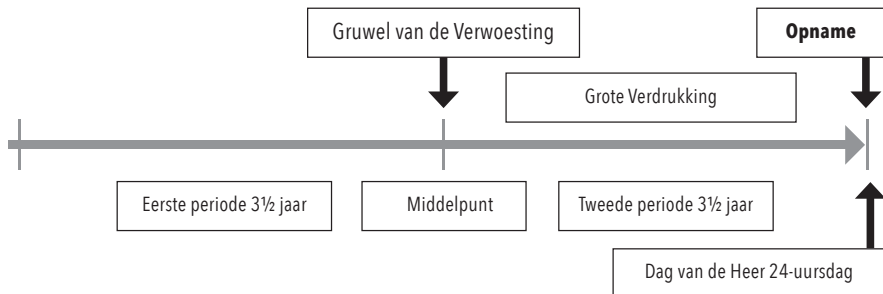 Gruwel van de Verwoesting
Opname
Grote Verdrukking
Eerste periode 3½ jaar
Middelpunt
Tweede periode 3½ jaar
Dag van de Heer 24-uursdag